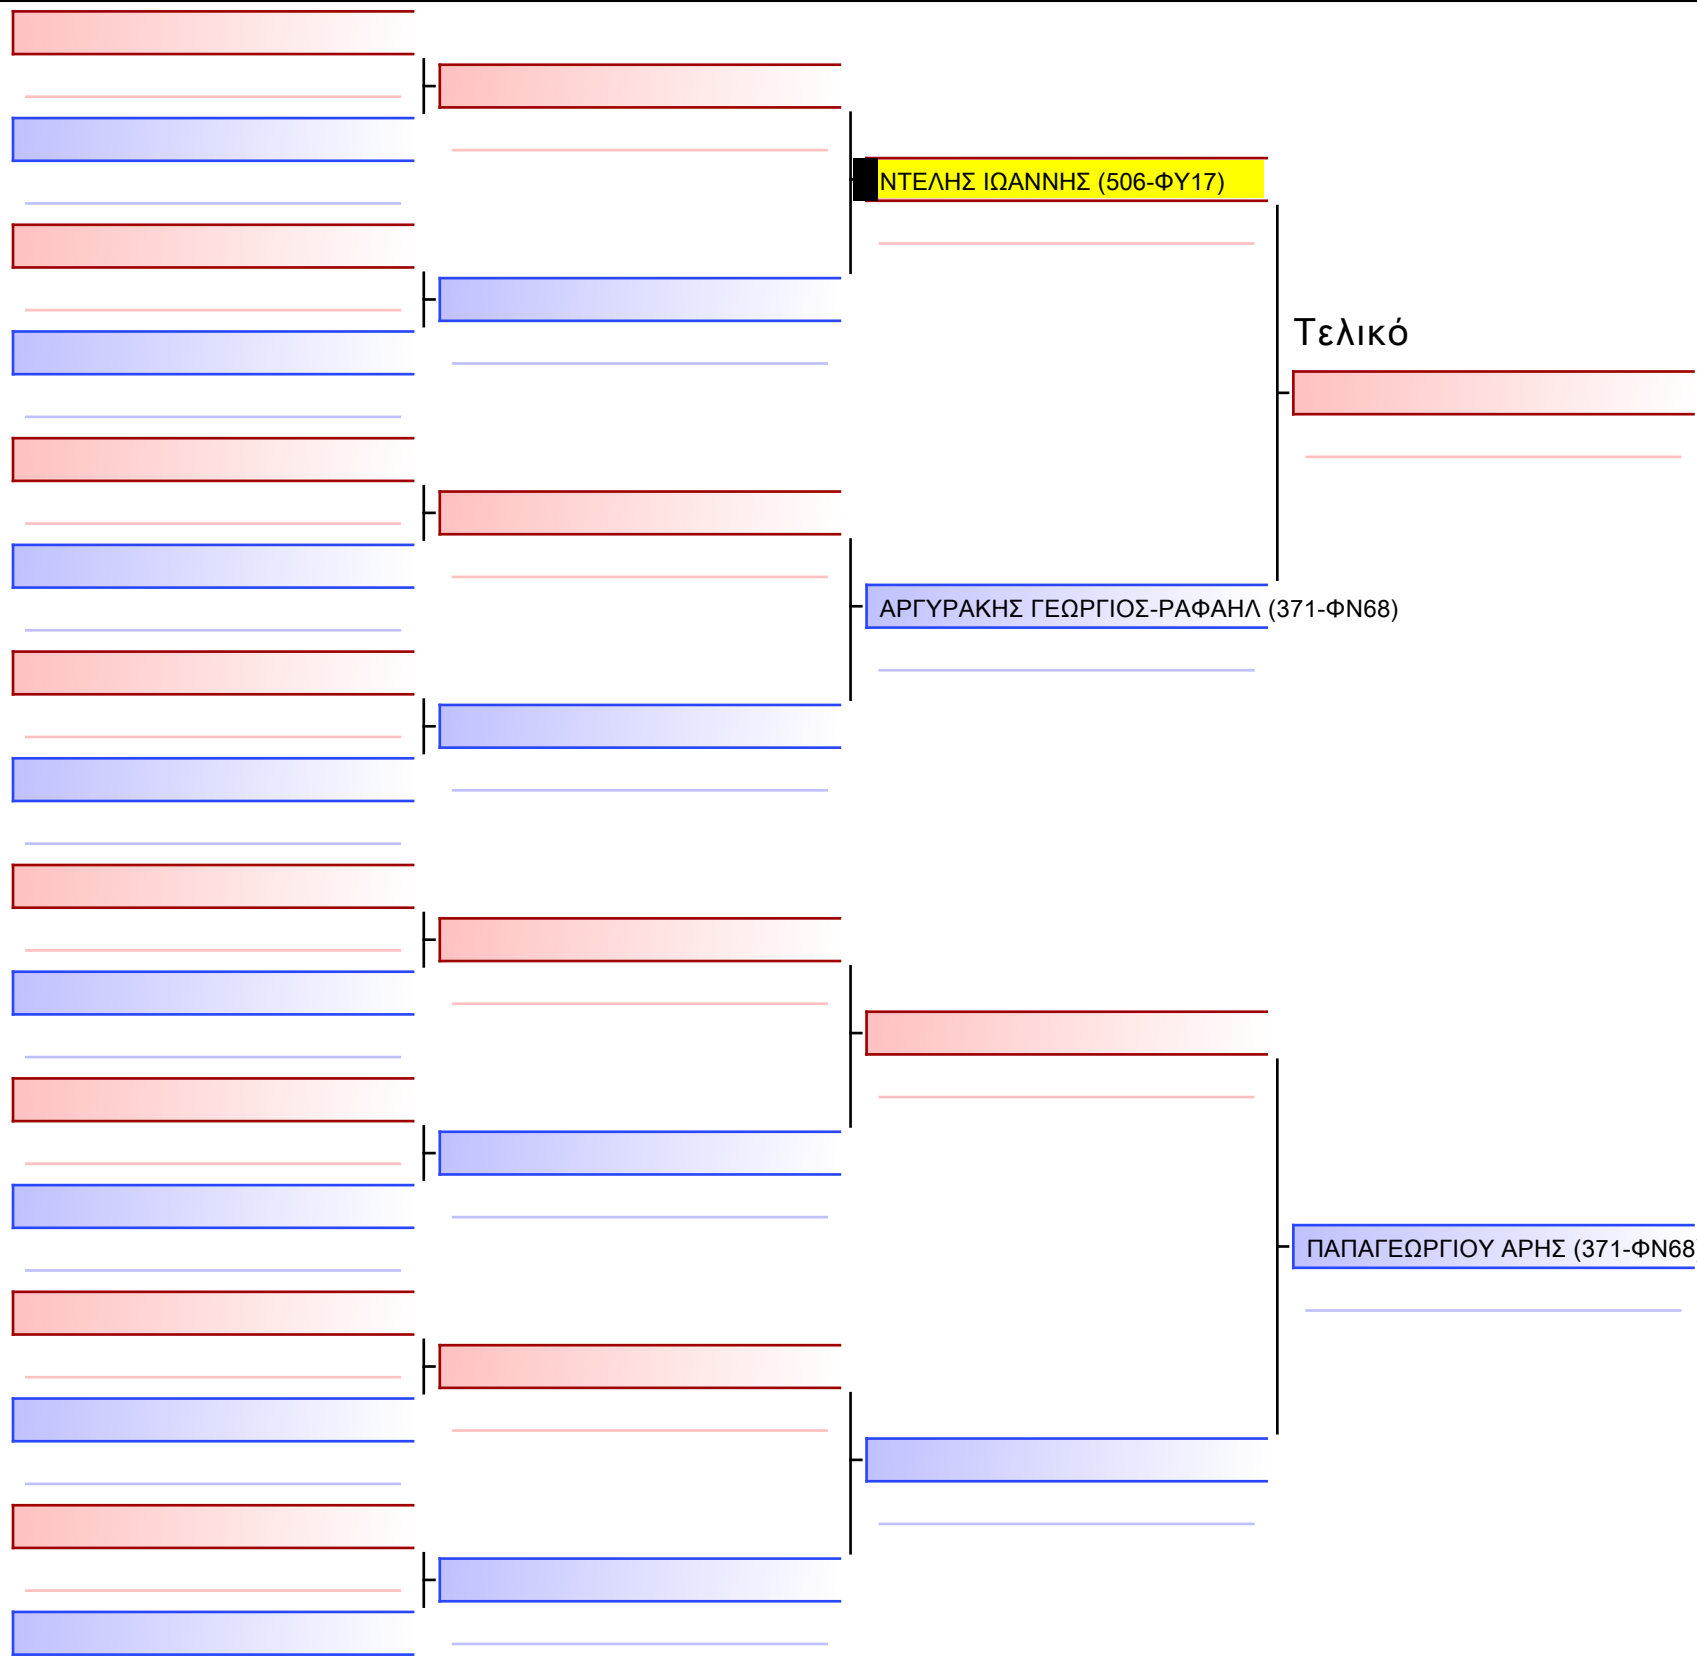 ΝΤΕΛΗΣ ΙΩΑΝΝΗΣ (506-ΦΥ17)
Τελικό
ΑΡΓΥΡΑΚΗΣ ΓΕΩΡΓΙΟΣ-ΡΑΦΑΗΛ (371-ΦΝ68)
ΠΑΠΑΓΕΩΡΓΙΟΥ ΑΡΗΣ (371-ΦΝ68)